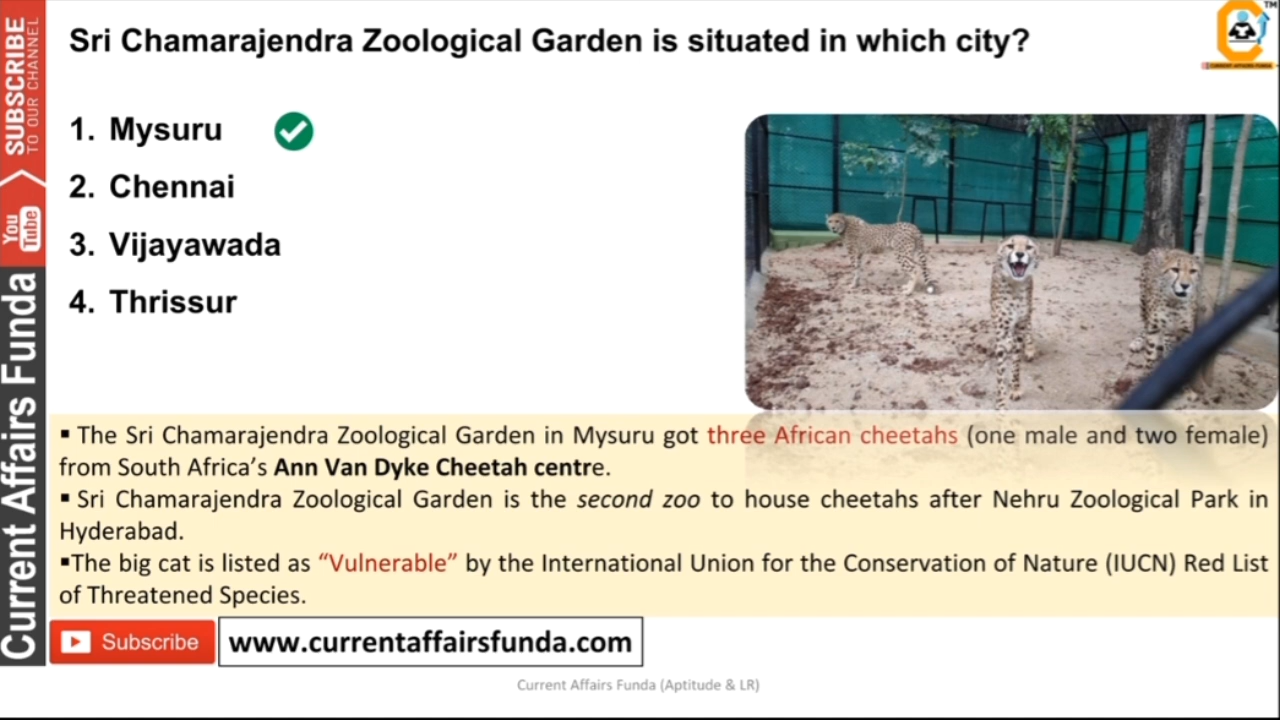 Sri Chamarajendra Zoological Garden is situated in which city?
TM
CURRENT AFFAIRS FUNDA
SUBSCRIBE
TO OUR CHANNEL
You
Tube
Current Affairs Funda
1. Mysuru
2. Chennai
3. Vijayawada
4. Thrissur
▪ The Sri Chamarajendra Zoological Garden in Mysuru got three African cheetahs (one male and two female)
from South Africa’s Ann Van Dyke Cheetah centre.
▪ Sri Chamarajendra Zoological Garden is the second zoo to house cheetahs after Nehru Zoological Park in
Hyderabad.
▪The big cat is listed as “Vulnerable” by the International Union for the Conservation of Nature (IUCN) Red List
of Threatened Species.
Subscribe
www.currentaffairsfunda.com
Current Affairs Funda (Aptitude & LR)